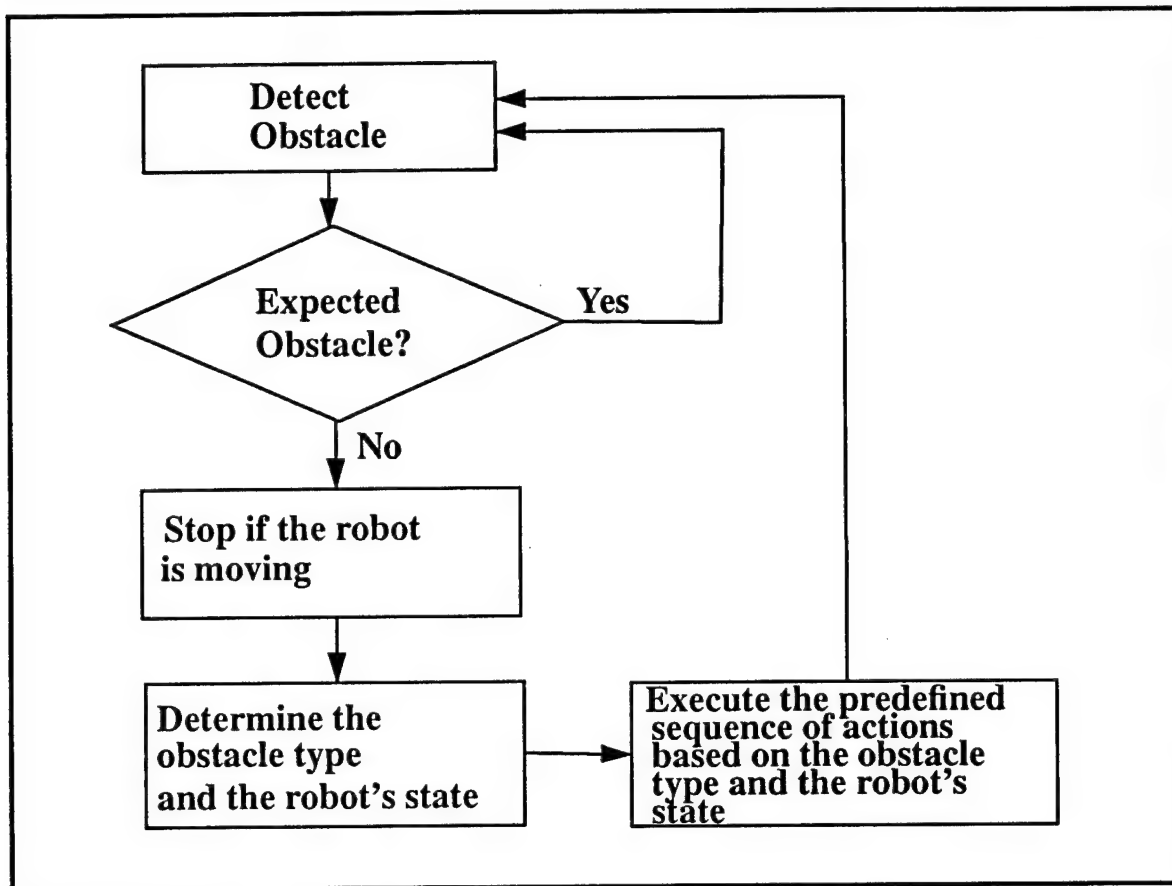 Detect
Obstacle
Expected
Obstacle?
Yes
No
Stop if the robot
is moving
Determine the
obstacle type
and the robot's state
Execute the predefined
sequence of actions
based on the obstacle
type and the robot's
state